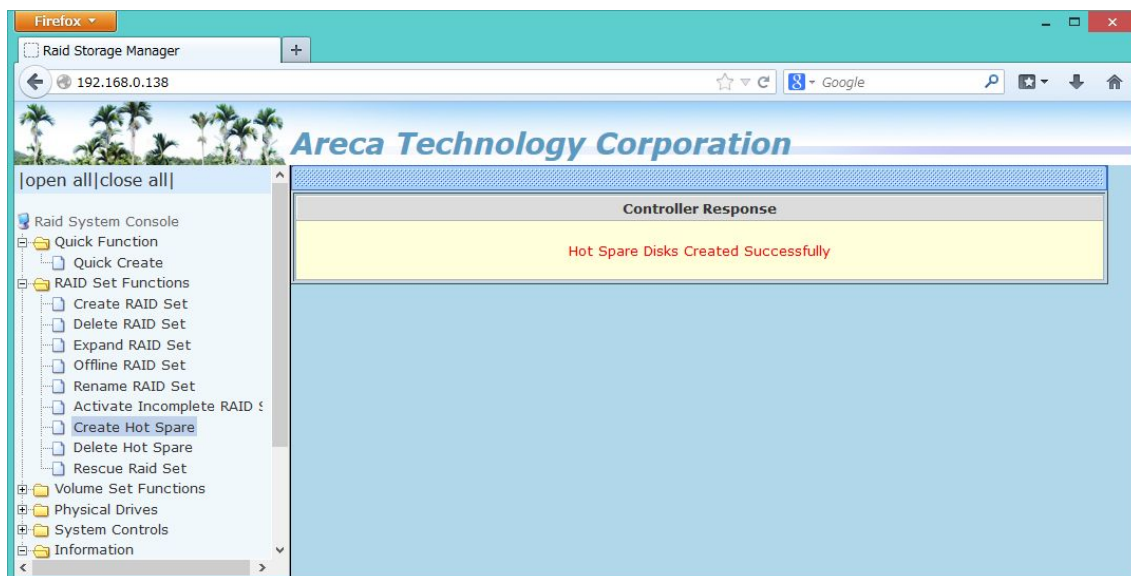 Firefox
Raid Storage Manager
192.168.0.138
Google
Areca Technology Corporation
|open all|close all|
Raid System Console
Quick Function
Quick Create
RAID Set Functions
Create RAID Set
Delete RAID Set
Expand RAID Set
Offline RAID Set
Rename RAID Set
Activate Incomplete RAID
Create Hot Spare
Delete Hot Spare
Rescue Raid Set
Volume Set Functions
Physical Drives
System Controls
Information
Controller Response
Hot Spare Disks Created Successfully